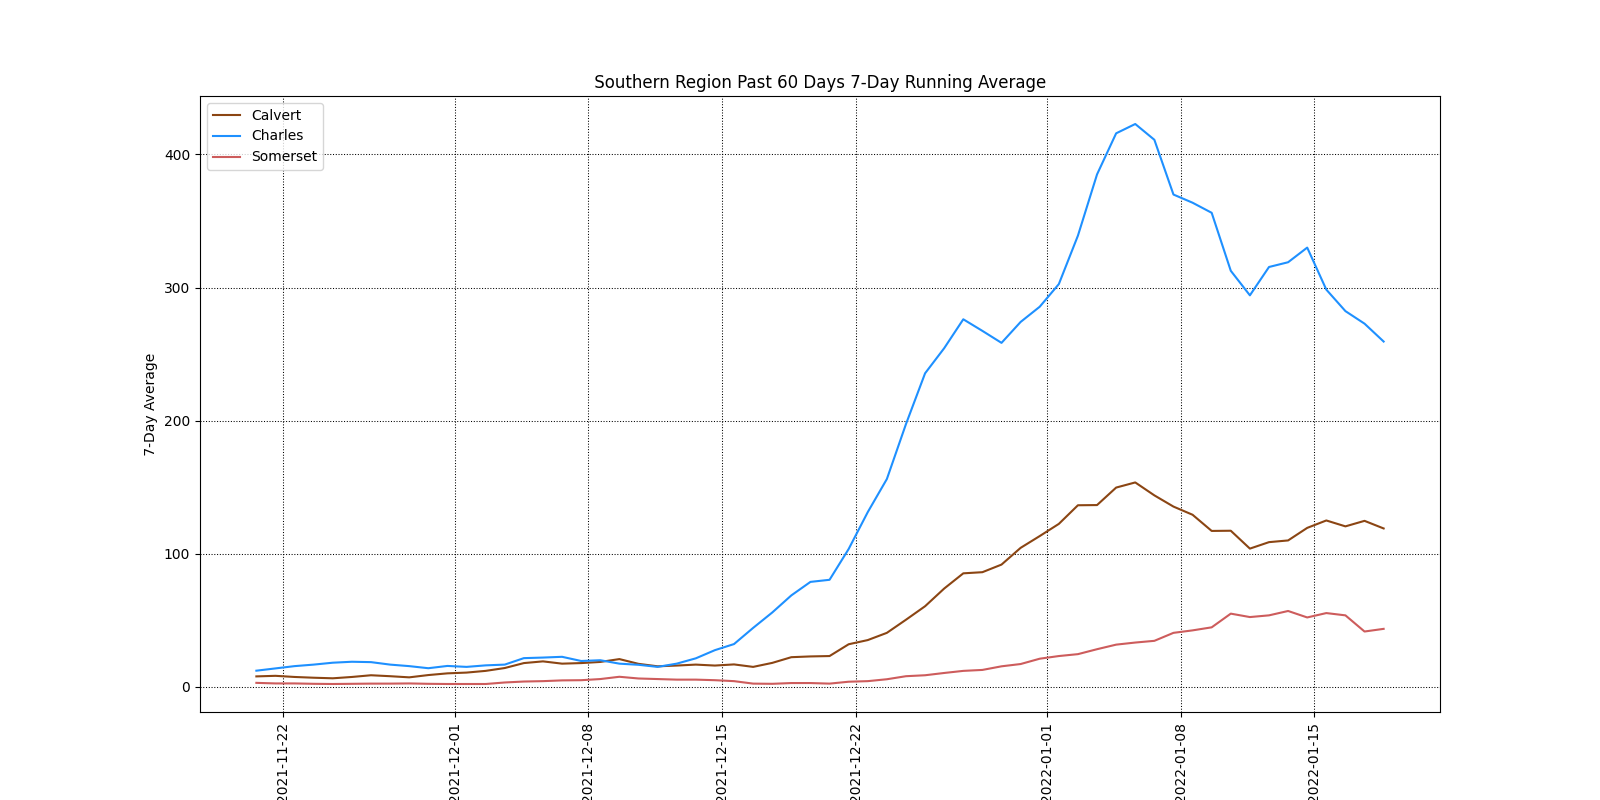 Southern Region Past 60 Days 7-Day Running Average
Calvert
Charles
Somerset
7-Day Average
400
300
200
100
0
2021-11-22
2021-12-01
2021-12-08
2021-12-15
2021-12-22
2022-01-01
2022-01-08
2022-01-15